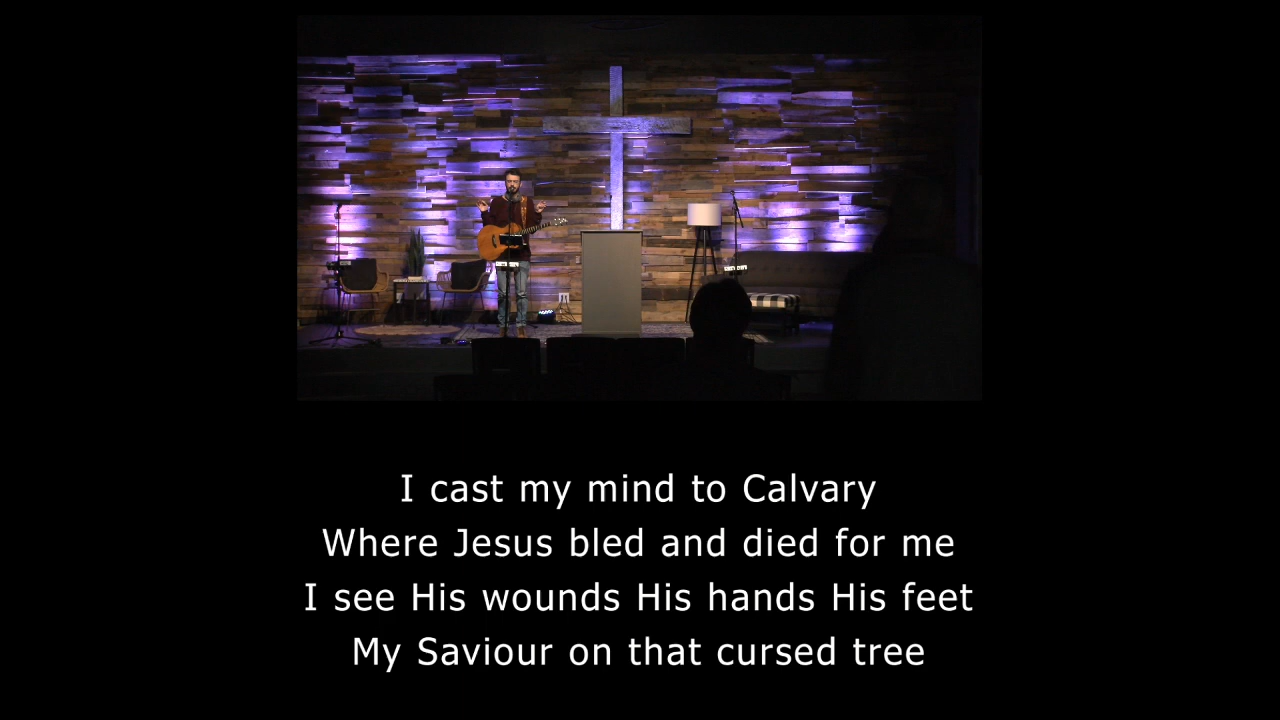 I cast my mind to Calvary
Where Jesus bled and died for me
I see His wounds His hands His feet
My Saviour on that cursed tree